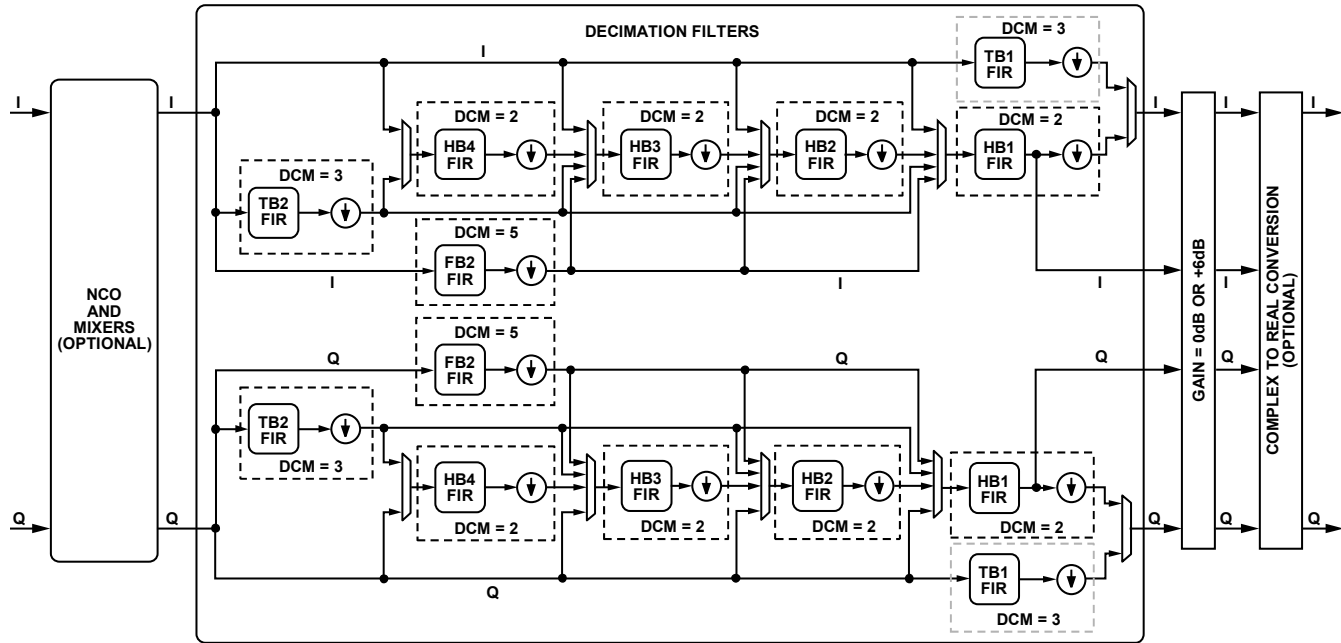 DECIMATION FILTERS
DCM = 3
I
TB1
FIR
I
I
I
I
I
I
DCM = 2
DCM = 2
DCM = 2
DCM = 2
HB4
FIR
HB3
FIR
HB2
FIR
HB1
FIR
DCM = 3
TB2
FIR
DCM = 5
FB2
FIR
I
I
I
I
NCO
AND
MIXERS
(OPTIONAL)
GAIN = 0dB OR +6dB
COMPLEX TO REAL CONVERSION
(OPTIONAL)
DCM = 5
Q
FB2
FIR
Q
Q
Q
TB2
FIR
DCM = 3
HB4
FIR
HB3
FIR
HB2
FIR
HB1
FIR
DCM = 2
DCM = 2
DCM = 2
DCM = 2
Q
Q
Q
Q
Q
TB1
FIR
Q
DCM = 3